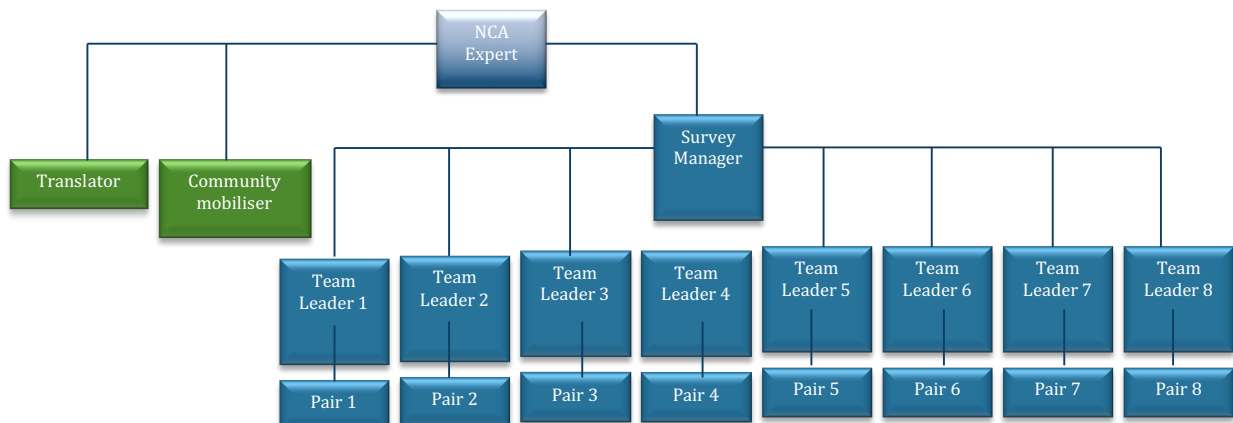 NCA
Expert
Survey
Manager
Translator
Community
mobiliser
Team
Leader 1
Team
Leader 2
Team
Leader 3
Team
Leader 4
Team
Leader 5
Team
Leader 6
Team
Leader 7
Team
Leader 8
Pair 1
Pair 2
Pair 3
Pair 4
Pair 5
Pair 6
Pair 7
Pair 8